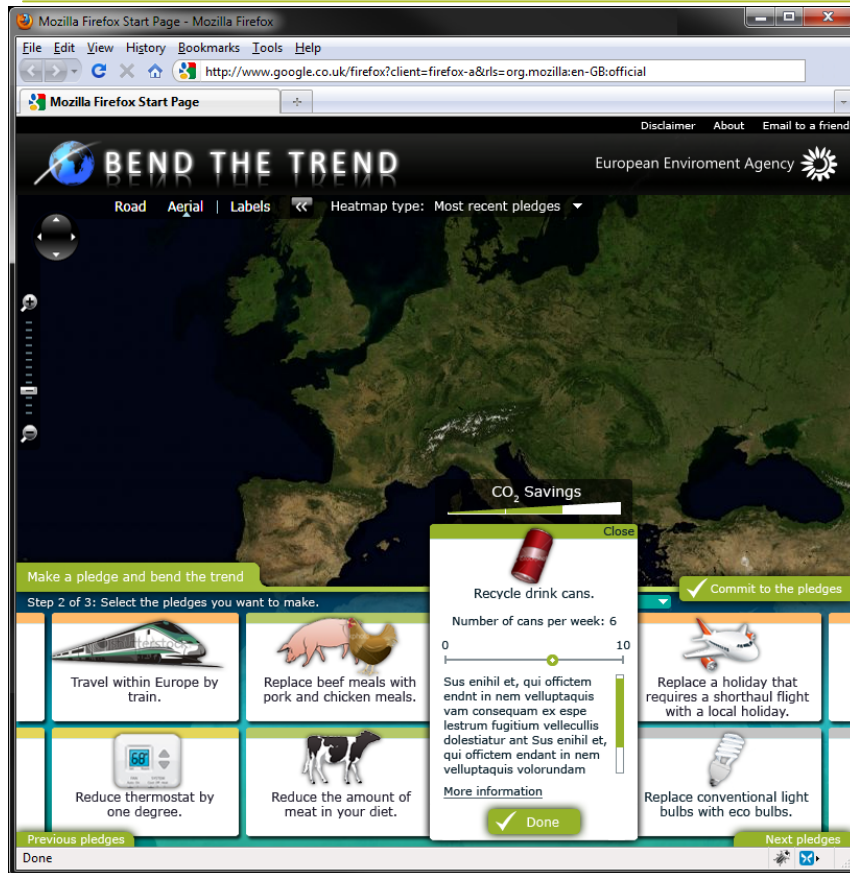 Mozilla Firefox Start Page - Mozilla Firefox
File Edit View History Bookmarks Tools Help
http://www.google.co.uk/firefox?client=firefox-a&rls=org.mozilla:en-GB:official
Mozilla Firefox Start Page
Disclaimer About Email to a friend
BEND THE TREND
European Enviroment Agency
Road Aerial | Labels Heatmap type: Most recent pledges
CO₂ Savings
Close
Recycle drink cans.
Number of cans per week: 6
0 10
Sus enihil et, qui offictem
endnt in nem velluptaquis
vam consequam ex espe
lestrum fugitium vellecullis
dolestiatur ant Sus enihil et,
qui offictem endant in nem
velluptaquis volorundam
More information
Done
Make a pledge and bend the trend
Commit to the pledges
Step 2 of 3: Select the pledges you want to make.
Travel within Europe by
train.
Replace beef meals with
pork and chicken meals.
Replace a holiday that
requires a shorthaul flight
with a local holiday.
68°
Reduce thermostat by
one degree.
Reduce the amount of
meat in your diet.
Replace conventional light
bulbs with eco bulbs.
Previous pledges
Next pledges
Done